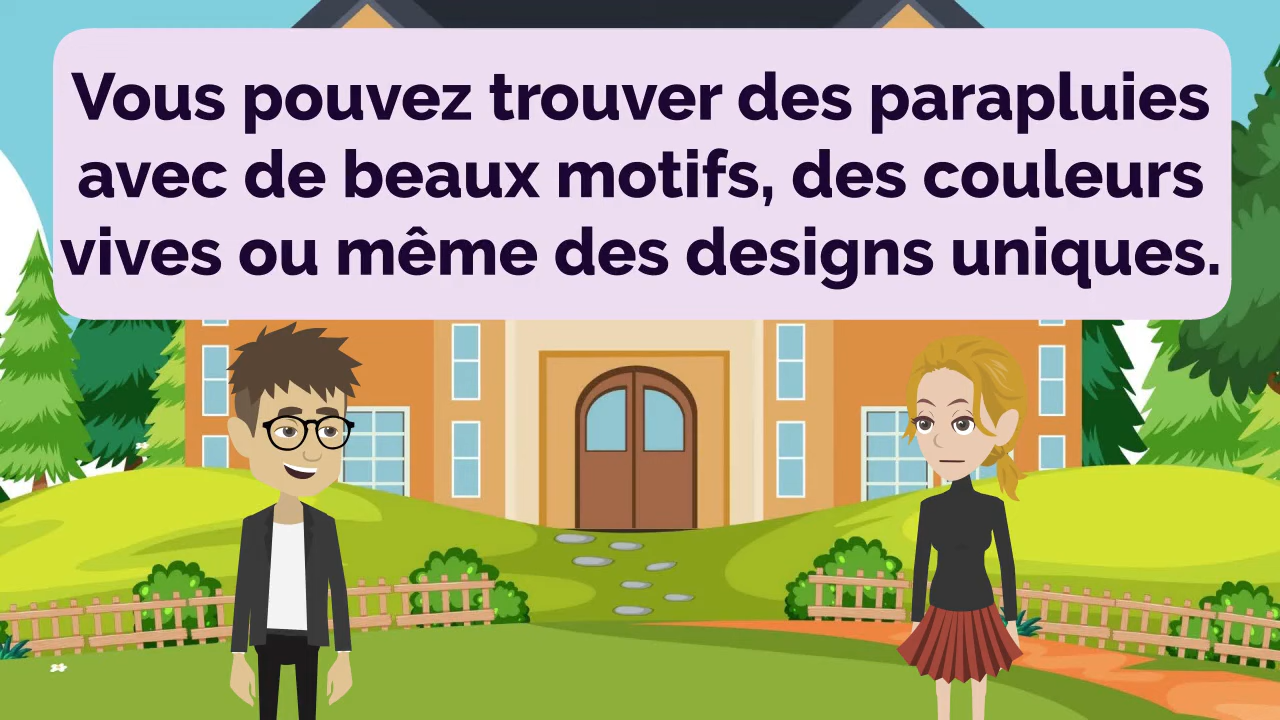 Vous pouvez trouver des parapluies
avec de beaux motifs, des couleurs
vives ou même des designs uniques.